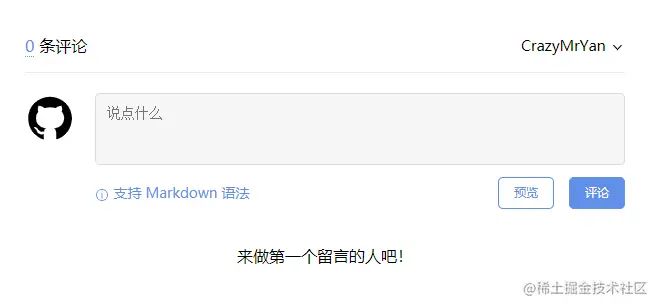 0 条评论
CrazyMrYan
说点什么
支持 Markdown 语法
预览
评论
来做第一个留言的人吧!
@稀土掘金技术社区